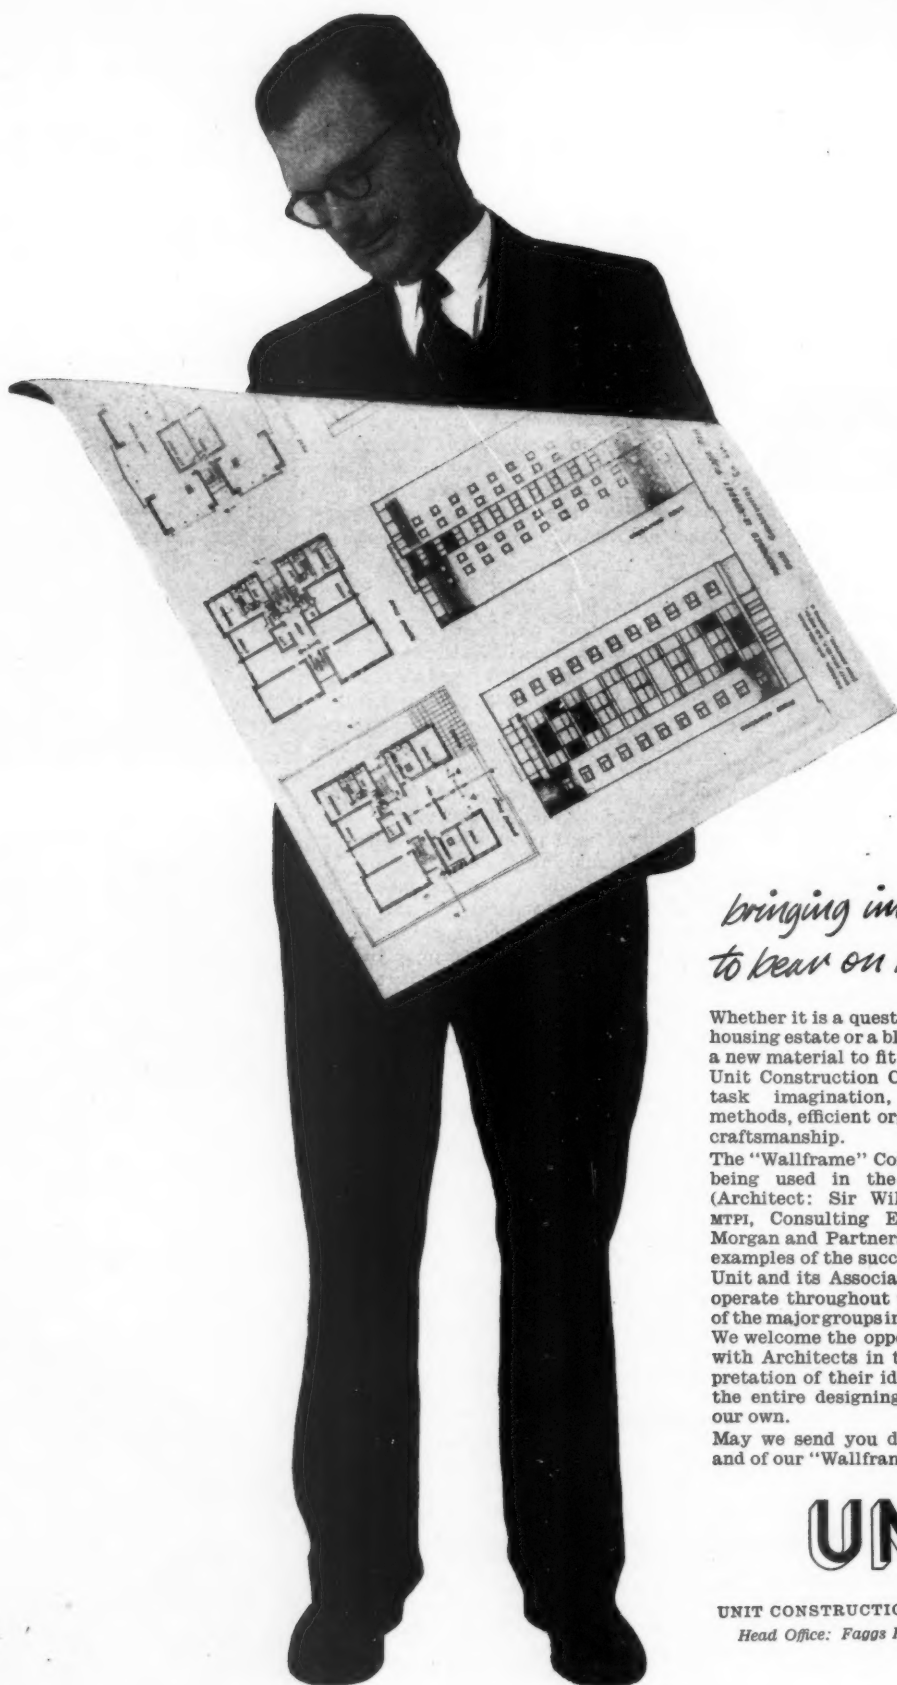 bringing
to bear on
Whether it is a quest
housing estate or a bl
a new material to fit
Unit Construction C
task imagination,
methods, efficient or
craftsmanship.
The "Wallframe" Co
being used in the
(Architect: Sir Wil
MTPI, Consulting E
Morgan and Partner
examples of the succ
Unit and its Associa
operate throughout
of the major groups in
We welcome the oppo
with Architects in t
pretation of their id
the entire designing
our own.
May we send you d
and of our "Wallfran
UN
UNIT CONSTRUCTIO
Head Office: Faggs